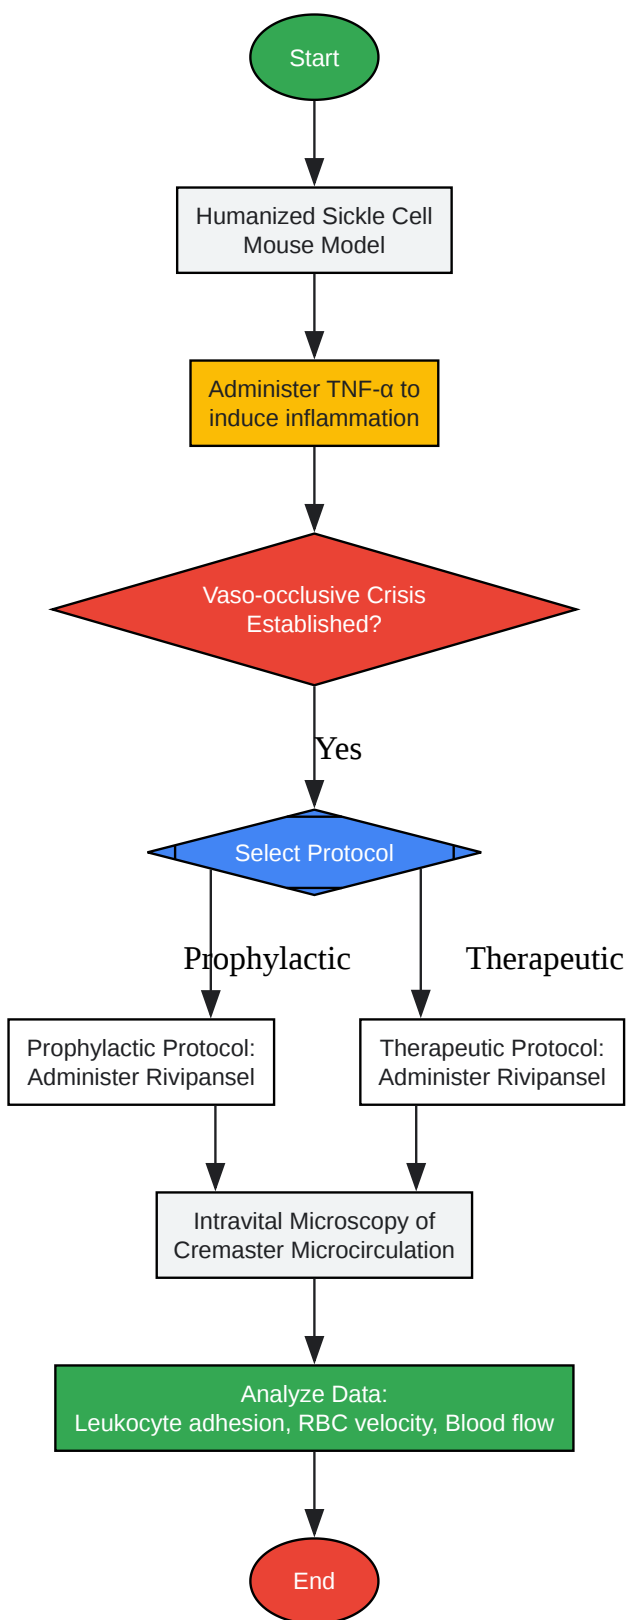 Start
Humanized Sickle Cell
Mouse Model
Administer TNF-α to
induce inflammation
Vaso-occlusive Crisis
Established?
Yes
Select Protocol
Prophylactic
Therapeutic
Prophylactic Protocol:
Administer Rivipansel
Therapeutic Protocol:
Administer Rivipansel
Intravital Microscopy of
Cremaster Microcirculation
Analyze Data:
Leukocyte adhesion, RBC velocity, Blood flow
End